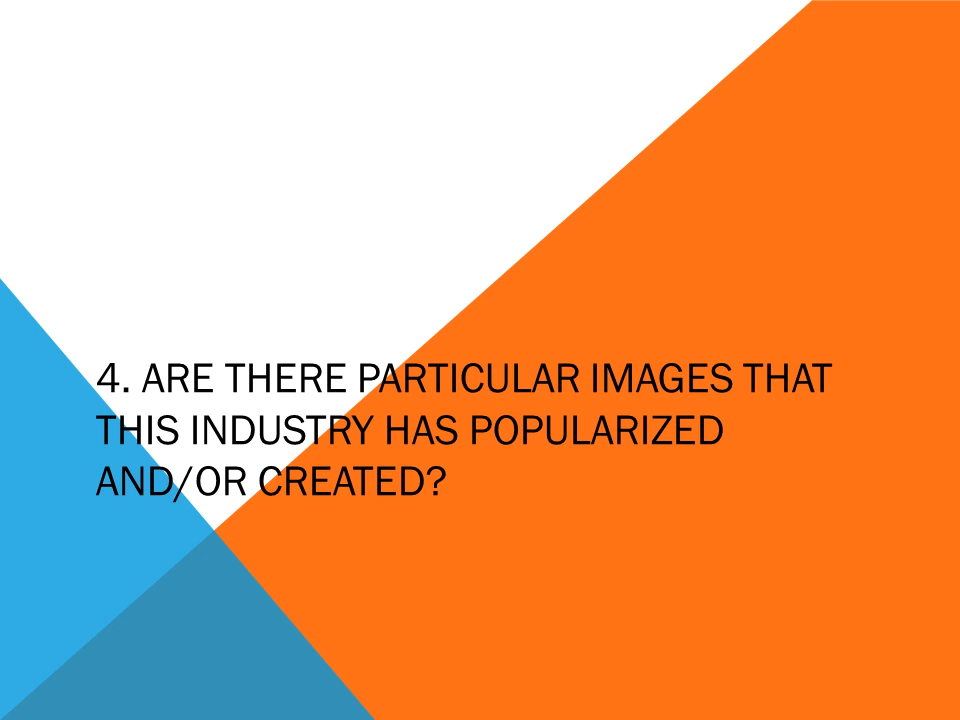 4. ARE THERE PARTICULAR IMAGES THAT
THIS INDUSTRY HAS POPULARIZED
AND/OR CREATED?